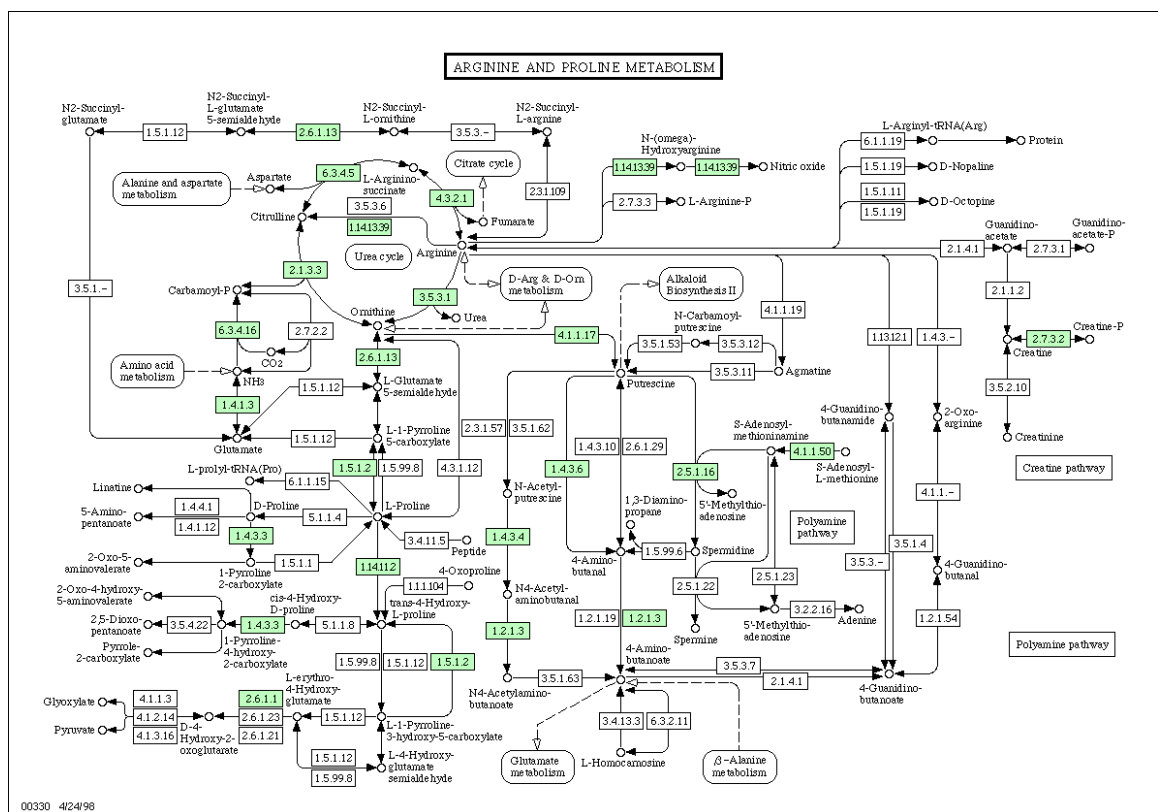 ARGININE AND PROLINE METABOLISM
N2-Succinyl-
glutamate
1.5.1.12
N2-Succinyl-
L-glutamate
5-semialdehyde
2.6.1.13
N2-Succinyl-
L-ornithine
3.5.3.-
N2-Succinyl-
L-arginine
N-(omega)-
Hydroxyarginine
1.14.13.39
1.14.13.39
Nitric oxide
L-Arginyl-tRNA(Arg)
6.1.1.19
Protein
1.5.1.19
D-Nopaline
1.5.1.11
1.5.1.19
D-Octopine
2.7.3.3
L-Arginine-P
Alanine and aspartate
metabolism
Aspartate
6.3.4.5
L-Arginino-
succinate
Citrate cycle
4.3.2.1
Fumarate
2.3.1.109
Citrulline
3.5.3.6
1.14.13.39
Urea cycle
Arginine
2.1.4.1
Guanidino-
acetate
2.7.3.1
Guanidino-
acetate-P
3.5.1.-
2.1.3.3
Carbamoyl-P
3.5.3.1
Urea
D-Arg & D-Orn
metabolism
Alkaloid
Biosynthesis II
2.1.1.2
Ornithine
6.3.4.16
2.7.2.2
CO2
4.1.1.17
N-Carbamoyl-
putrescine
4.1.1.19
1.13.12.1
1.4.3.-
2.7.3.2
Creatine-P
Creatine
Amino acid
metabolism
NH3
2.6.1.13
3.5.1.53
3.5.3.12
3.5.3.11
Agmatine
Putrescine
3.5.2.10
1.4.1.3
1.5.1.12
L-Glutamate
5-semialdehyde
Glutamate
1.5.1.12
L-1-Pyrroline
5-carboxylate
2.3.1.57
3.5.1.62
1.4.3.10
2.6.1.29
4-Guanidino-
butanamide
2-Oxo-
arginine
Creatinine
S-Adenosyl-
methioninamine
4.1.1.50
S-Adenosyl-
L-methionine
Creatine pathway
1.5.1.2
1.5.99.8
4.3.1.12
1.4.3.6
2.5.1.16
L-prolyl-tRNA(Pro)
6.1.1.15
Linatine
1.4.4.1
1.4.1.12
5-Amino-
pentanoate
D-Proline
5.1.1.4
L-Proline
N-Acetyl-
putrescine
1,3-Diamino-
propane
5'-Methylthio-
adenosine
4.1.1.-
Polyamine
pathway
1.4.3.3
3.4.11.5
Peptide
1.4.3.4
2-Oxo-5-
aminovalerate
1.5.1.1
1-Pyrroline
2-carboxylate
1.14.11.2
4-Amino-
butanal
1.5.99.6
Spermidine
3.5.3.-
3.5.1.4
4-Guanidino-
butanal
2-Oxo-4-hydroxy-
5-aminovalerate
1.1.1.104
4-Oxoproline
2.5.1.22
2.5.1.23
cis-4-Hydroxy-
D-proline
trans-4-Hydroxy-
L-proline
N4-Acetyl-
aminobutanal
2,5-Dioxo-
pentanoate
3.5.4.22
1.4.3.3
5.1.1.8
1.2.1.3
1.2.1.19
1.2.1.3
3.2.2.16
Adenine
5'-Methylthio-
adenosine
Spermine
1.2.1.54
Pyrrole-
2-carboxylate
1-Pyrroline-
4-hydroxy-
2-carboxylate
1.5.99.8
1.5.1.12
1.5.1.2
4-Amino-
butanoate
Polyamine pathway
3.5.3.7
2.1.4.1
4-Guanidino-
butanoate
N4-Acetylamino-
butanoate
3.5.1.63
L-erythro-
4-Hydroxy-
glutamate
Glyoxylate
Pyruvate
4.1.1.3
4.1.2.14
4.1.3.16
D-4-
Hydroxy-2-
oxoglutarate
2.6.1.1
2.6.1.23
2.6.1.21
1.5.1.12
L-1-Pyrroline-
3-hydroxy-5-carboxylate
3.4.13.3
6.3.2.11
1.5.1.12
1.5.99.8
L-4-Hydroxy-
glutamate
semialdehyde
Glutamate
metabolism
L-Homocarnosine
β-Alanine
metabolism
00330 4/24/98